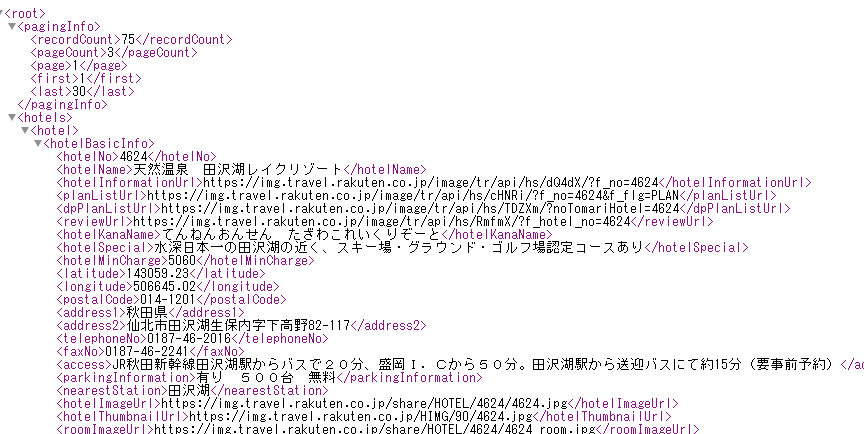 <root>
<pagingInfo>
<recordCount>75</recordCount>
<pageCount>3</pageCount>
<page>1</page>
<first>1</first>
<last>30</last>
</pagingInfo>
<hotels>
<hotel>
<hotelBasicInfo>
<hotelNo>4624</hotelNo>
<hotelName>天然温泉　田沢湖レイクリゾート</hotelName>
<hotelInformationUrl>https://img.travel.rakuten.co.jp/image/tr/api/hs/dQ4dX/?f_no=4624</hotelInformationUrl>
<planListUrl>https://img.travel.rakuten.co.jp/image/tr/api/hs/cHNRi/?f_no=4624&f_flg=PLAN</planListUrl>
<dpPlanListUrl>https://img.travel.rakuten.co.jp/image/tr/api/hs/TDZXm/?noTomariHotel=4624</dpPlanListUrl>
<reviewUrl>https://img.travel.rakuten.co.jp/image/tr/api/hs/RmfmX/?f_hotel_no=4624</reviewUrl>
<hotelKanaName>てんねんおんせん　たざわこれいくりぞーと</hotelKanaName>
<hotelSpecial>水深日本一の田沢湖の近く、スキー場・グラウンド・ゴルフ場認定コースあり</hotelSpecial>
<hotelMinCharge>5060</hotelMinCharge>
<latitude>143059.23</latitude>
<longitude>506645.02</longitude>
<postalCode>014-1201</postalCode>
<address1>秋田県</address1>
<address2>仙北市田沢湖生保内字下高野82-117</address2>
<telephoneNo>0187-46-2016</telephoneNo>
<faxNo>0187-46-2241</faxNo>
<access>JR秋田新幹線田沢湖駅からバスで２０分、盛岡Ｉ．Ｃから５０分。田沢湖駅から送迎バスにて約15分（要事前予約）</ac
<parkingInformation>有り　５００台　無料</parkingInformation>
<nearestStation>田沢湖</nearestStation>
<hotelImageUrl>https://img.travel.rakuten.co.jp/share/HOTEL/4624/4624.jpg</hotelImageUrl>
<hotelThumbnailUrl>https://img.travel.rakuten.co.jp/HIMG/90/4624.jpg</hotelThumbnailUrl>
<roomImageUrl>https://img.travel.rakuten.co.jp/share/HOTEL/4624/4624_room.jpg</roomImageUrl>